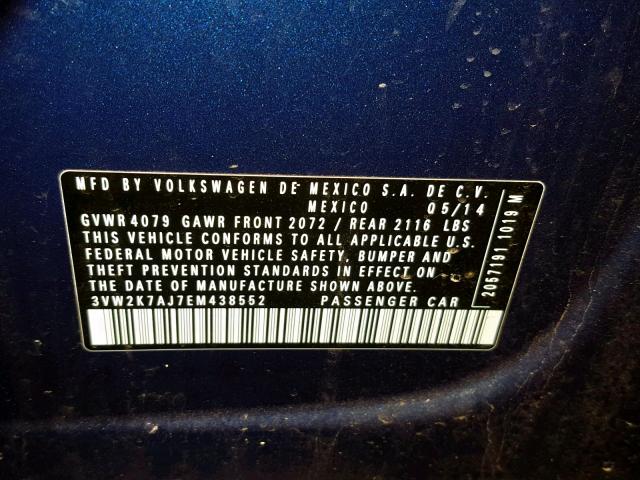 MFD BY VOLKSWAGEN DE MEXICO S.A. DE C.V.
MEXICO 05/14
GVWR 4079 GAWR FRONT 2072 / REAR 2116 LBS
THIS VEHICLE CONFORMS TO ALL APPLICABLE U.S.
FEDERAL MOTOR VEHICLE SAFETY, BUMPER AND
THEFT PREVENTION STANDARDS IN EFFECT ON
THE DATE OF MANUFACTURE SHOWN ABOVE.
3VW2K7AJ7EM438552 PASSENGER CAR
2057191 1019 M